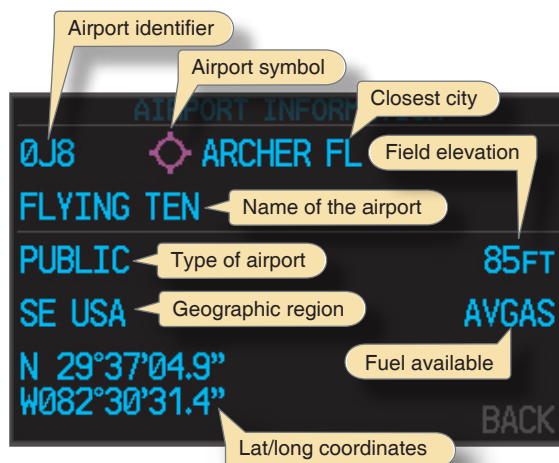 Airport identifier
Airport symbol
AIRPORT INFORMATION
Closest city
0J8 ARCHER FL
Field elevation
FLYING TEN
Name of the airport
PUBLIC
Type of airport
85FT
SE USA
Geographic region
AVGAS
Fuel available
N 29°37'04.9"
W082°30'31.4"
BACK
Lat/long coordinates